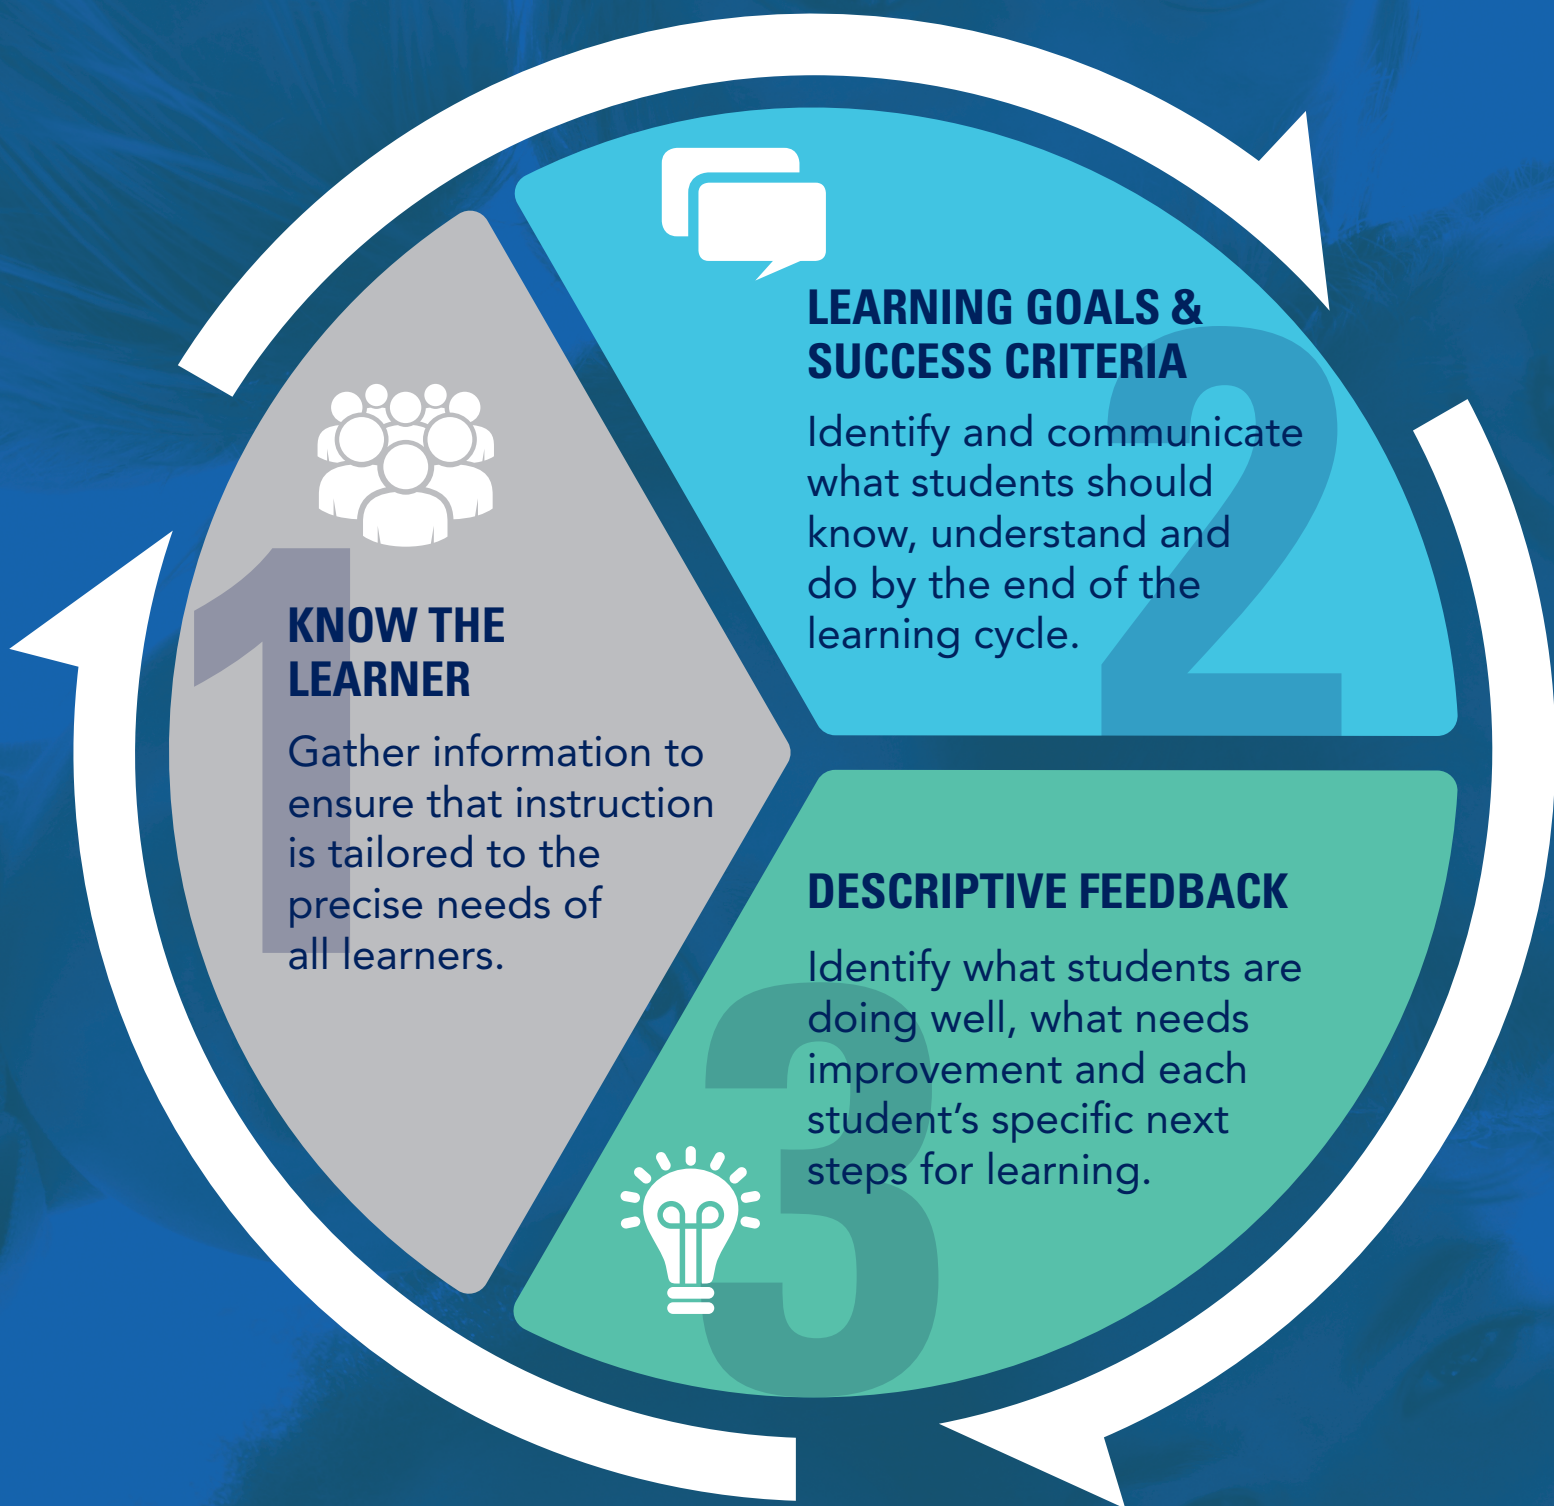 1
KNOW THE
LEARNER
Gather information to
ensure that instruction
is tailored to the
precise needs of
all learners.
2
LEARNING GOALS &
SUCCESS CRITERIA
Identify and communicate
what students should
know, understand and
do by the end of the
learning cycle.
3
DESCRIPTIVE FEEDBACK
Identify what students are
doing well, what needs
improvement and each
student’s specific next
steps for learning.